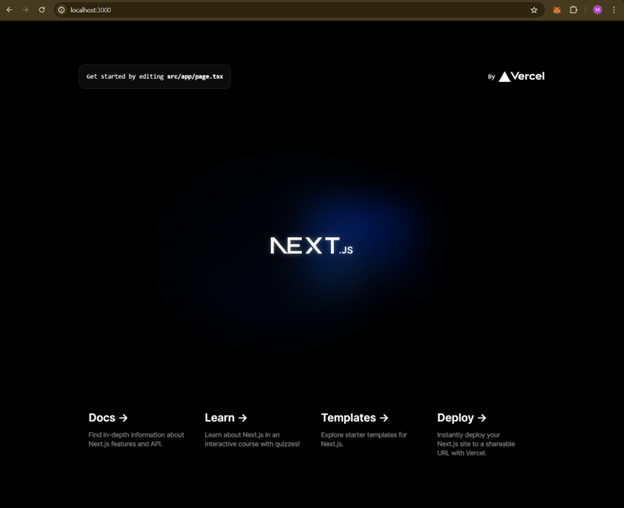 localhost:3000
Get started by editing src/app/page.tsx
By Vercel
NEXT.JS
Docs →
Find in-depth information about
Next.js features and API.
Learn →
Learn about Next.js in an
interactive course with quizzes!
Templates →
Explore starter templates for
Next.js.
Deploy →
Instantly deploy your
Next.js site to a shareable
URL with Vercel.